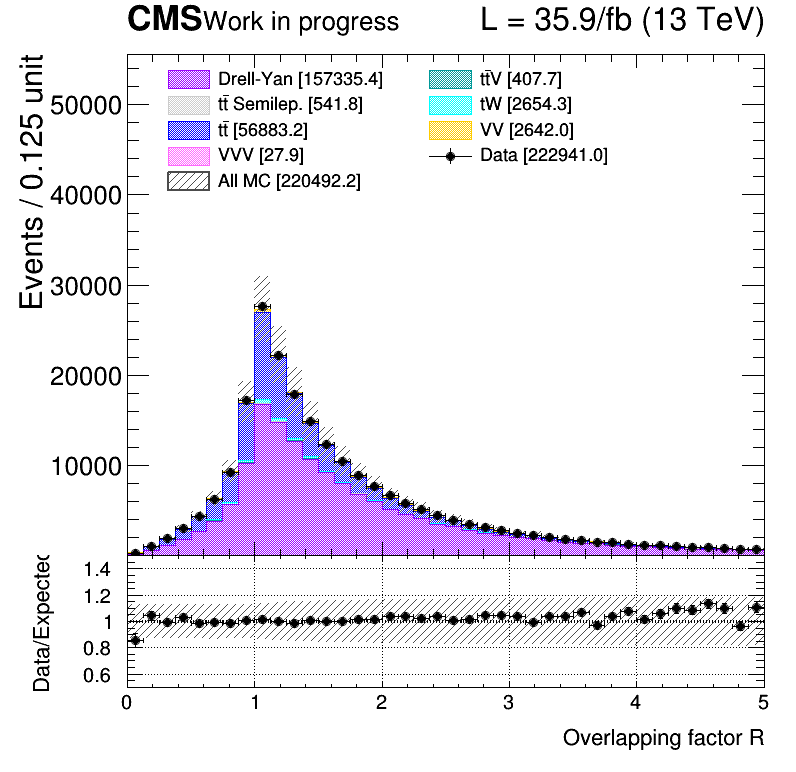 CMS Work in progress L = 35.9/fb (13 TeV)
Events / 0.125 unit
50000
40000
30000
20000
10000
Drell-Yan [157335.4]
tt̄ Semilep. [541.8]
tt̄ [56883.2]
VVV [27.9]
All MC [220492.2]
tt̄V [407.7]
tW [2654.3]
VV [2642.0]
Data [222941.0]
Data/Expected
1.4
1.2
1
0.8
0.6
0 1 2 3 4 5
Overlapping factor R